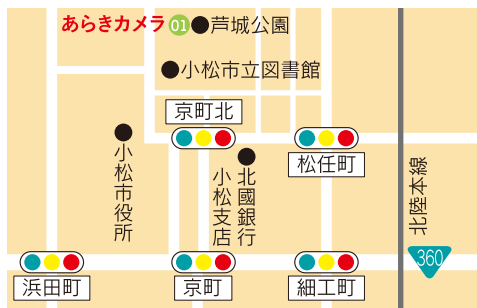 あらきカメラ 01 芦城公園
小松市立図書館
京町北
松任町
小松市役所
北國銀行
小松支店
北陸本線
360
浜田町
京町
細工町